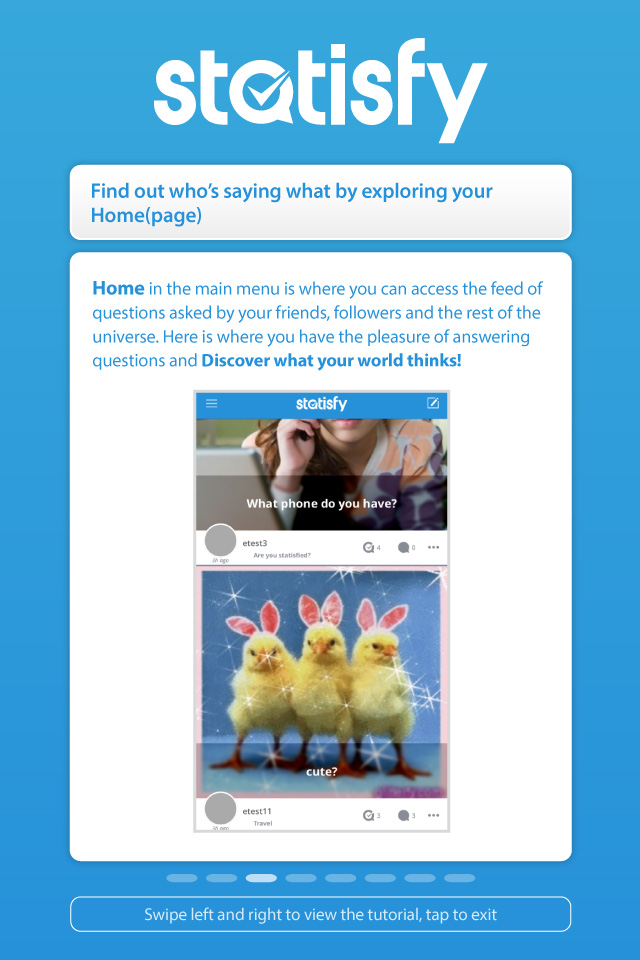 statisfy
Find out who's saying what by exploring your
Home(page)
Home in the main menu is where you can access the feed of
questions asked by your friends, followers and the rest of the
universe. Here is where you have the pleasure of answering
questions and Discover what your world thinks!
statisfy
What phone do you have?
etest3
Are you statisfied?
4
0
cute?
etest11
Travel
3
3
Swipe left and right to view the tutorial, tap to exit